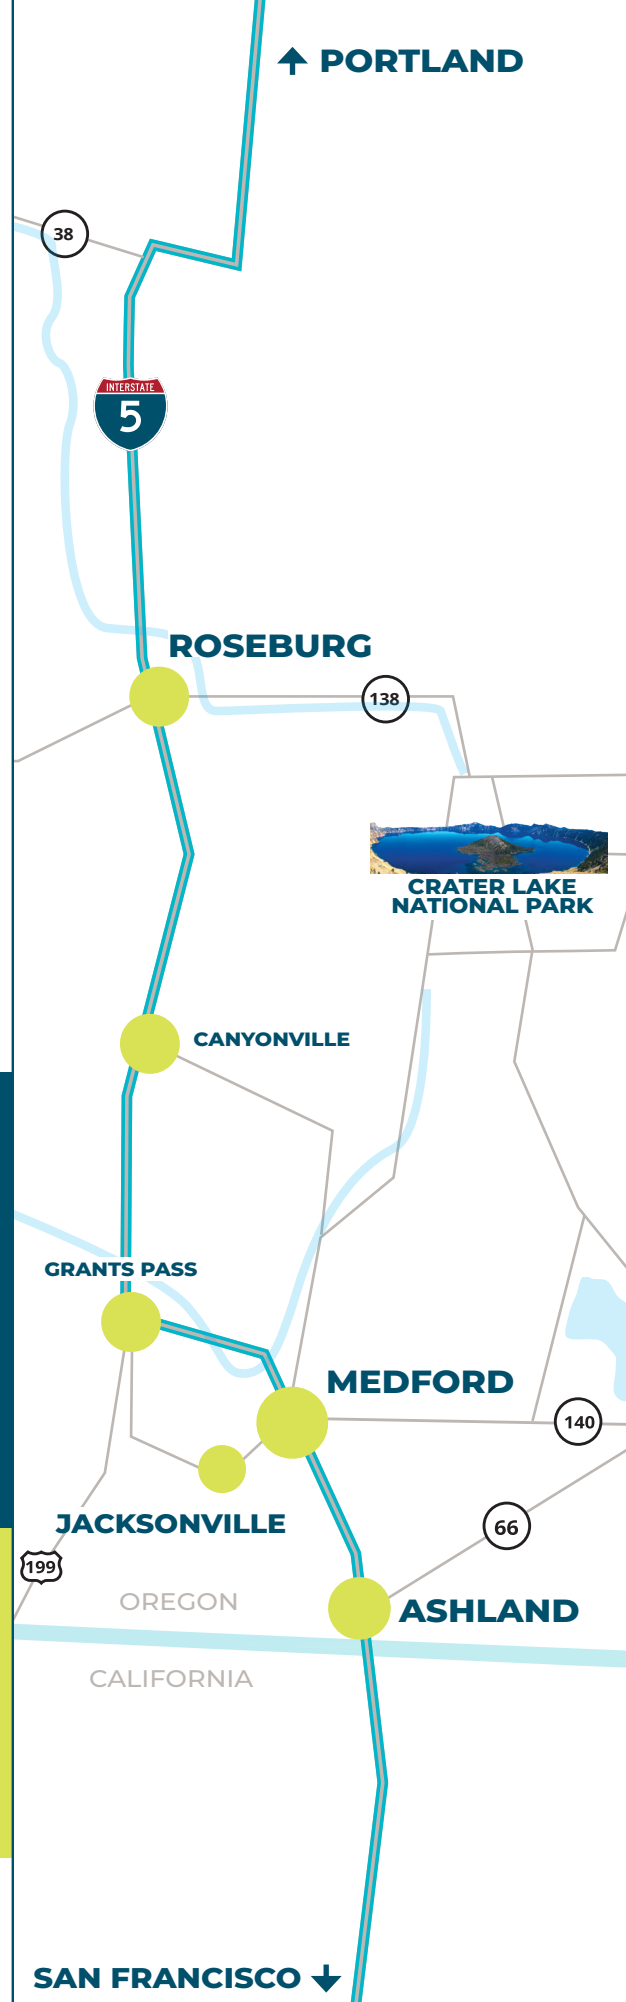 PORTLAND
38
INTERSTATE
5
ROSEBURG
138
CRATER LAKE
NATIONAL PARK
CANYONVILLE
GRANTS PASS
MEDFORD
140
JACKSONVILLE
66
199
OREGON
ASHLAND
CALIFORNIA
SAN FRANCISCO